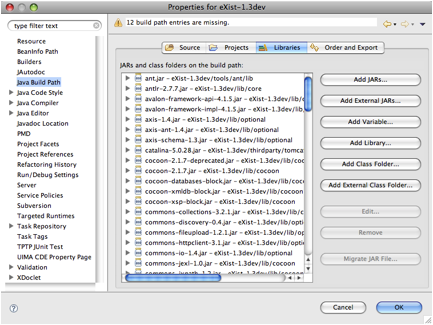 Properties for eXist-1.3dev
type filter text
12 build path entries are missing.
Resource
BeanInfo Path
Builders
JAutodoc
Java Build Path
Java Code Style
Java Compiler
Java Editor
Javadoc Location
PMD
Project Facets
Project References
Refactoring History
Run/Debug Settings
Server
Service Policies
Subversion
Targeted Runtimes
Task Repository
Task Tags
TPTP JUnit Test
UIMA CDE Property Page
Validation
XDoclet
Source
Projects
Libraries
Order and Export
JARs and class folders on the build path:
ant.jar - eXist-1.3dev/tools/ant/lib
antlr-2.7.7.jar - eXist-1.3dev/lib/core
avalon-framework-api-4.1.5.jar - eXist-1.3dev/lib/c
avalon-framework-impl-4.1.5.jar - eXist-1.3dev/lib/
axis-1.4.jar - eXist-1.3dev/lib/optional
axis-ant-1.4.jar - eXist-1.3dev/lib/optional
axis-schema-1.3.jar - eXist-1.3dev/lib/optional
catalina-5.0.28.jar - eXist-1.3dev/thirdparty/tomca
cocoon-2.1.7-deprecated.jar - eXist-1.3dev/lib/co
cocoon-2.1.7.jar - eXist-1.3dev/lib/cocoon
cocoon-databases-block.jar - eXist-1.3dev/lib/co
cocoon-xmldb-block.jar - eXist-1.3dev/lib/cocoon
cocoon-xsp-block.jar - eXist-1.3dev/lib/cocoon
commons-collections-3.2.1.jar - eXist-1.3dev/lib/
commons-discovery-0.4.jar - eXist-1.3dev/lib/opti
commons-fileupload-1.2.1.jar - eXist-1.3dev/lib/o
commons-httpclient-3.1.jar - eXist-1.3dev/lib/opt
commons-io-1.4.jar - eXist-1.3dev/lib/optional
commons-jexl-1.0.jar - eXist-1.3dev/lib/cocoon
Add JARs...
Add External JARs...
Add Variable...
Add Library...
Add Class Folder...
Add External Class Folder...
Edit...
Remove
Migrate JAR File...
?
Cancel
OK